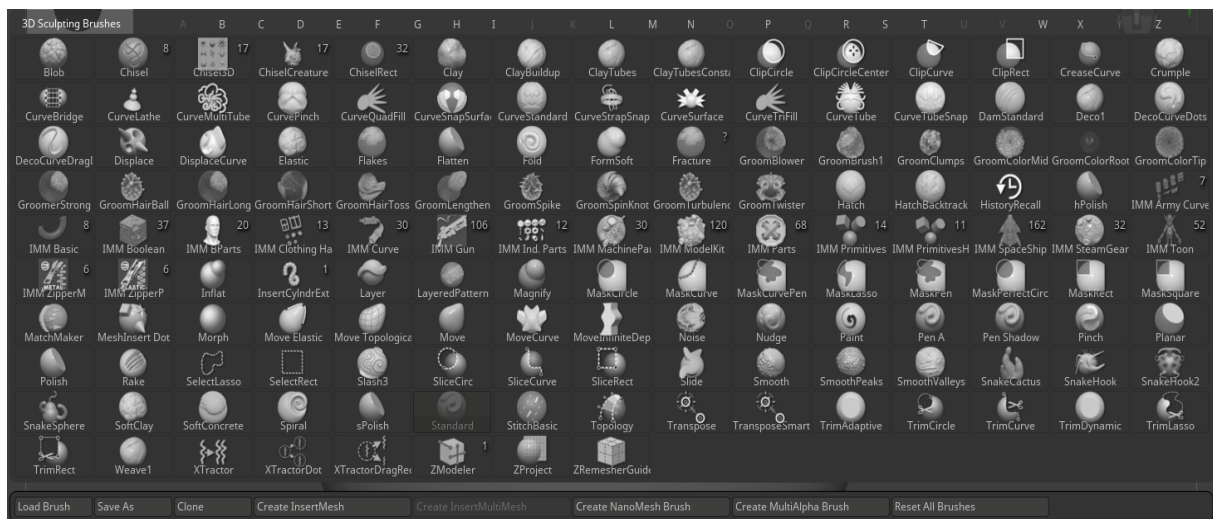 3D Sculpting Brushes A B C D E F G H I J K L M N O P Q R S T U V W X Y Z
8 17 17 32
Blob Chisel Chisel3D ChiselCreature ChiselRect Clay ClayBuildup ClayTubes ClayTubesConsta ClipCircle ClipCircleCenter ClipCurve ClipRect CreaseCurve Crumple
CurveBridge CurveLathe CurveMultiTube CurvePinch CurveQuadFill CurveSnapSurfa CurveStandard CurveStrapSnap CurveSurface CurveTriFill CurveTube CurveTubeSnap DamStandard Deco1 DecoCurveDots
?
DecoCurveDragl Displace DisplaceCurve Elastic Flakes Flatten Fold FormSoft Fracture GroomBlower GroomBrush1 GroomClumps GroomColorMid GroomColorRoot GroomColorTip
7
GroomerStrong GroomHairBall GroomHairLong GroomHairShort GroomHairToss GroomLengthen GroomSpike GroomSpinKnot GroomTurbulenc GroomTwister Hatch HatchBacktrack HistoryRecall hPolish IMM Army Curve
8 37 20 13 30 106 12 30 120 68 14 11 162 32 52
IMM Basic IMM Boolean IMM BParts IMM Clothing Ha IMM Curve IMM Gun IMM Ind. Parts IMM MachinePar IMM ModelKit IMM Parts IMM Primitives IMM PrimitivesH IMM SpaceShip IMM SteamGear IMM Toon
6 6 1
IMM ZipperM IMM ZipperP Inflat InsertCylndrExt Layer LayeredPattern Magnify MaskCircle MaskCurve MaskCurvePen MaskLasso MaskPen MaskPerfectCirc MaskRect MaskSquare
MatchMaker MeshInsert Dot Morph Move Elastic Move Topologica Move MoveCurve MoveInfiniteDep Noise Nudge Paint Pen A Pen Shadow Pinch Planar
Polish Rake SelectLasso SelectRect Slash3 SliceCirc SliceCurve SliceRect Slide Smooth SmoothPeaks SmoothValleys SnakeCactus SnakeHook SnakeHook2
SnakeSphere SoftClay SoftConcrete Spiral sPolish Standard StitchBasic Topology Transpose TransposeSmart TrimAdaptive TrimCircle TrimCurve TrimDynamic TrimLasso
1
TrimRect Weave1 XTractor XTractorDot XTractorDragRec ZModeler ZProject ZRemesherGuide
Load Brush Save As Clone Create InsertMesh Create InsertMultiMesh Create NanoMesh Brush Create MultiAlpha Brush Reset All Brushes